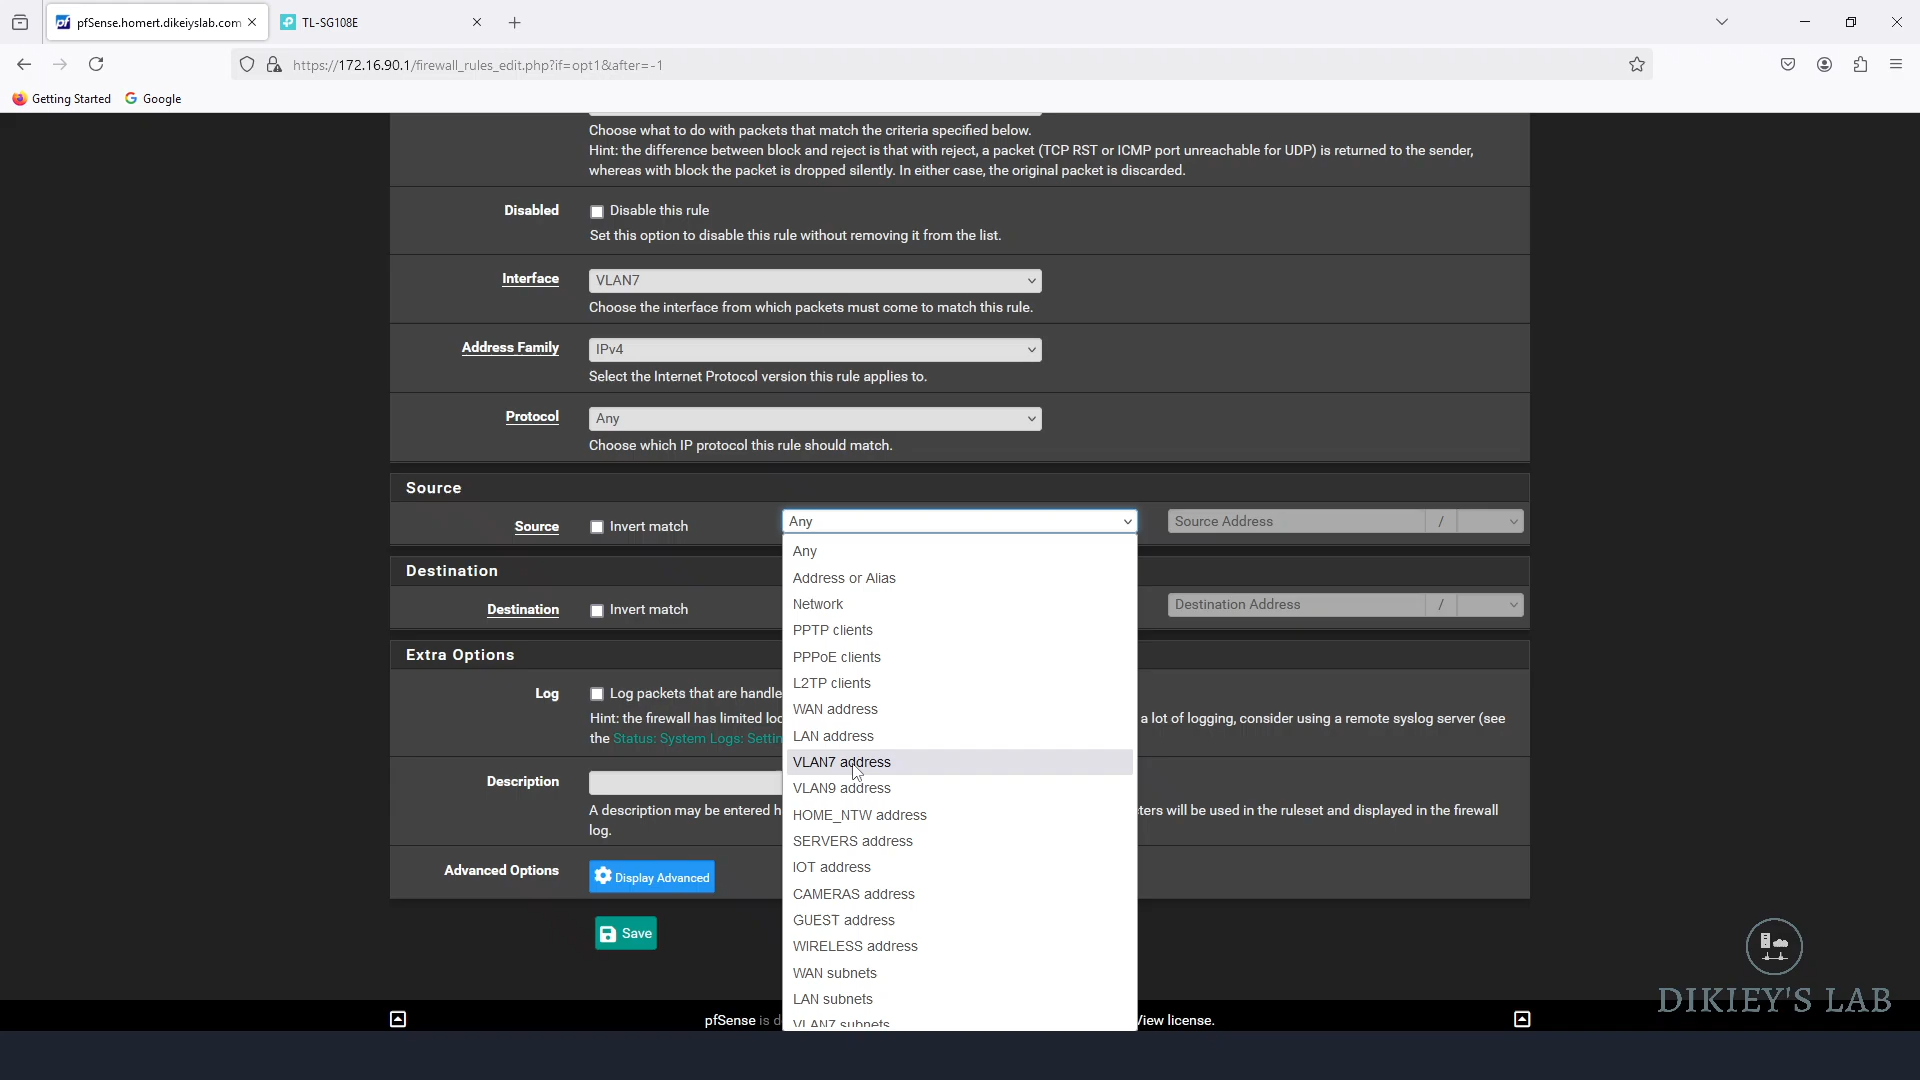 pfSense.homert.dikeiyslab.com
TL-SG108E
https://172.16.90.1/firewall_rules_edit.php?if=opt1&after=-1
Getting Started
Google
Choose what to do with packets that match the criteria specified below.
Hint: the difference between block and reject is that with reject, a packet (TCP RST or ICMP port unreachable for UDP) is returned to the sender,
whereas with block the packet is dropped silently. In either case, the original packet is discarded.
Disabled
Disable this rule
Set this option to disable this rule without removing it from the list.
Interface
VLAN7
Choose the interface from which packets must come to match this rule.
Address Family
IPv4
Select the Internet Protocol version this rule applies to.
Protocol
Any
Choose which IP protocol this rule should match.
Source
Source
Invert match
Any
Source Address
/
Any
Address or Alias
Network
PPTP clients
PPPoE clients
L2TP clients
WAN address
LAN address
VLAN7 address
VLAN9 address
HOME_NTW address
SERVERS address
IOT address
CAMERAS address
GUEST address
WIRELESS address
WAN subnets
LAN subnets
VLAN7 subnets
Destination
Destination
Invert match
Destination Address
/
Extra Options
Log
Log packets that are handle
Hint: the firewall has limited loc
a lot of logging, consider using a remote syslog server (see
the Status: System Logs: Settin
Description
A description may be entered h
cters will be used in the ruleset and displayed in the firewall
log.
Advanced Options
Display Advanced
Save
pfSense is d
View license.
DIKIEY'S LAB